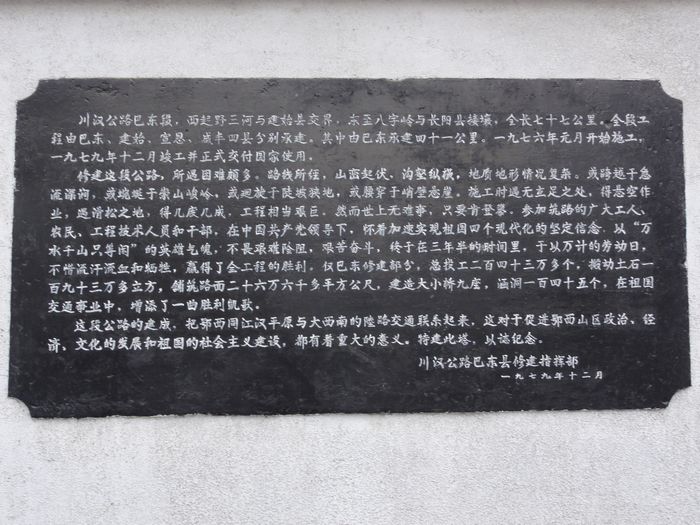 川汉公路巴东段，西起野三河与建始县交界，东至八字岭与长阳县接壤，全长七十七公里。全段工
程由巴东、建始、宣恩、咸丰四县分别承建。其中由巴东承建四十一公里。一九七六年元月开始施工，
一九七九年十二月竣工并正式交付国家使用。
修建这段公路，所遇困难颇多。路线所经，山峦起伏，沟壑纵横，地质地形情况复杂。或跨越于急
流深涧，或蜿蜒于崇山峻岭、或迴旋于陡坡狭地，或腰穿于峭壁悬崖。施工时遇无立足之处，得悬空作
业，遇滑松之地，得几废几成。工程相当艰巨。然而世上无难事，只要肯登攀。参加筑路的广大工人、
农民、工程技术人员和干部，在中国共产党领导下，怀着加速实现祖国四个现代化的坚定信念，以“万
水千山只等闲”的英雄气魄，不畏艰难险阻，艰苦奋斗，终于在三年半的时间里，于以万计的劳动日，
不惜流汗流血和牺牲，赢得了全工程的胜利。仅巴东修建部分，总投工二百四十三万多个，搬动土石一
百九十三万多立方，铺筑路面二十六万六千多平方公尺，建造大小桥九座，涵洞一百四十五个，在祖国
交通事业中，增添了一曲胜利凯歌。
这段公路的建成，把鄂西同江汉平原与大西南的陆路交通联系起来，这对于促进鄂西山区政治、经
济、文化的发展和祖国的社会主义建设，都有着重大的意义。特建此塔，以誌纪念。
川汉公路巴东县修建指挥部
一九七九年十二月